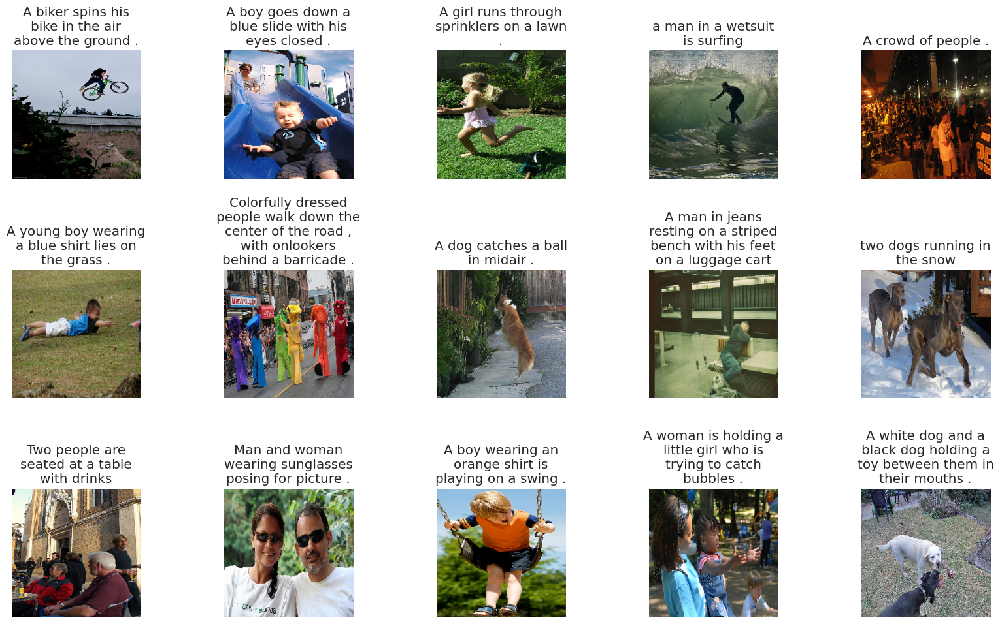 A biker spins his
bike in the air
above the ground .
A boy goes down a
blue slide with his
eyes closed .
A girl runs through
sprinklers on a lawn
.
a man in a wetsuit
is surfing
A crowd of people .
23
25
A young boy wearing
a blue shirt lies on
the grass .
Colorfully dressed
people walk down the
center of the road ,
with onlookers
behind a barricade .
A dog catches a ball
in midair .
A man in jeans
resting on a striped
bench with his feet
on a luggage cart
two dogs running in
the snow
Two people are
seated at a table
with drinks
Man and woman
wearing sunglasses
posing for picture .
A boy wearing an
orange shirt is
playing on a swing .
A woman is holding a
little girl who is
trying to catch
bubbles .
A white dog and a
black dog holding a
toy between them in
their mouths .